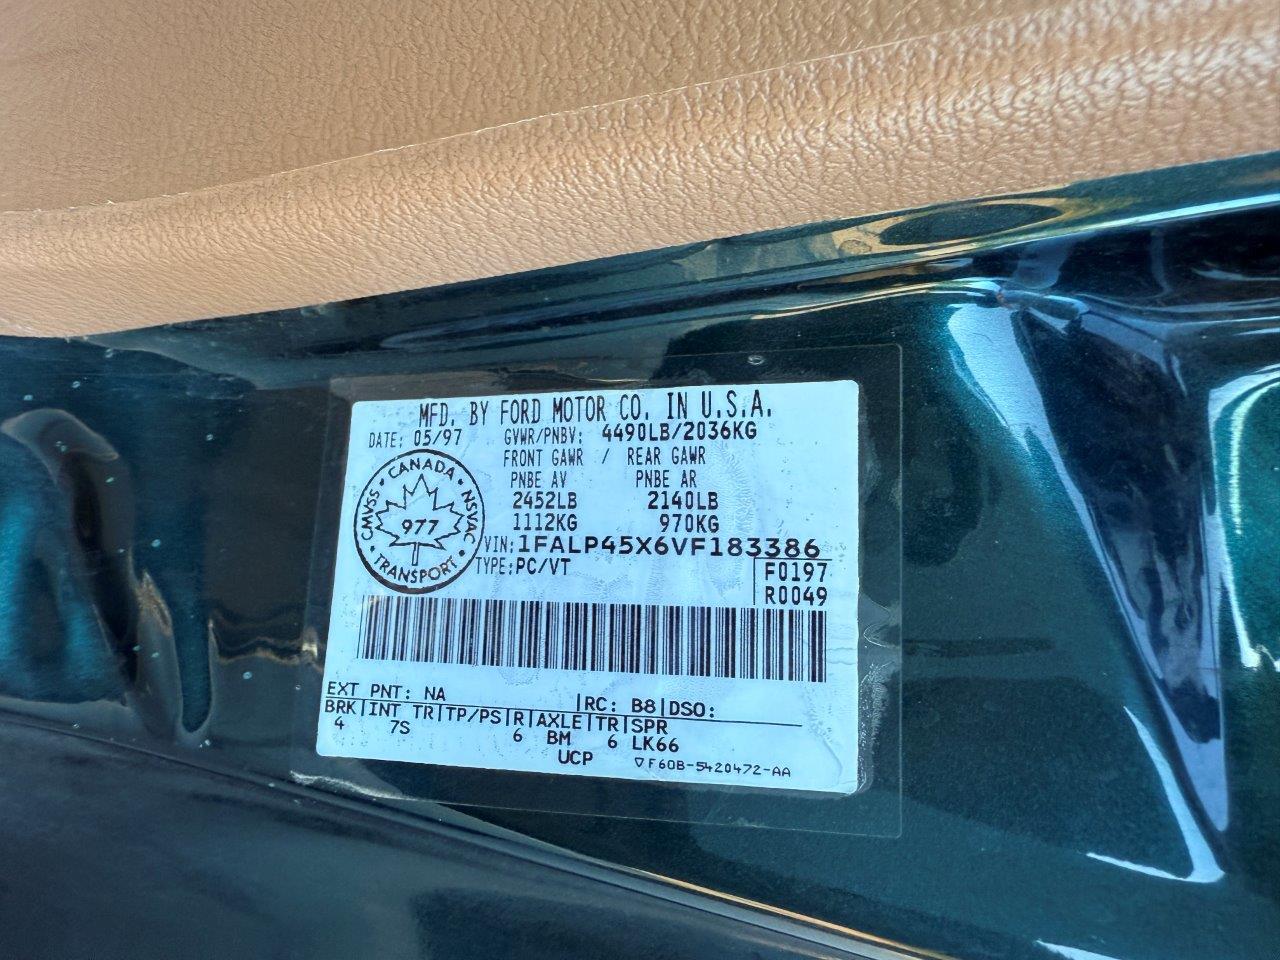 MFD. BY FORD MOTOR CO. IN U.S.A.
DATE: 05/97 GVWR/PNBV: 4490LB/2036KG
FRONT GAWR / REAR GAWR
PNBE AV PNBE AR
2452LB 2140LB
1112KG 970KG
CANADA
CMVSS 977 NSVAC
TRANSPORT
VIN: 1FALP45X6VF183386
TYPE: PC/VT F0197
R0049
EXT PNT: NA |RC: B8|DSO:
BRK|INT TR|TP/PS|R|AXLE|TR|SPR
4 7S 6 BM 6 LK66
UCP ▽F60B-5420472-AA